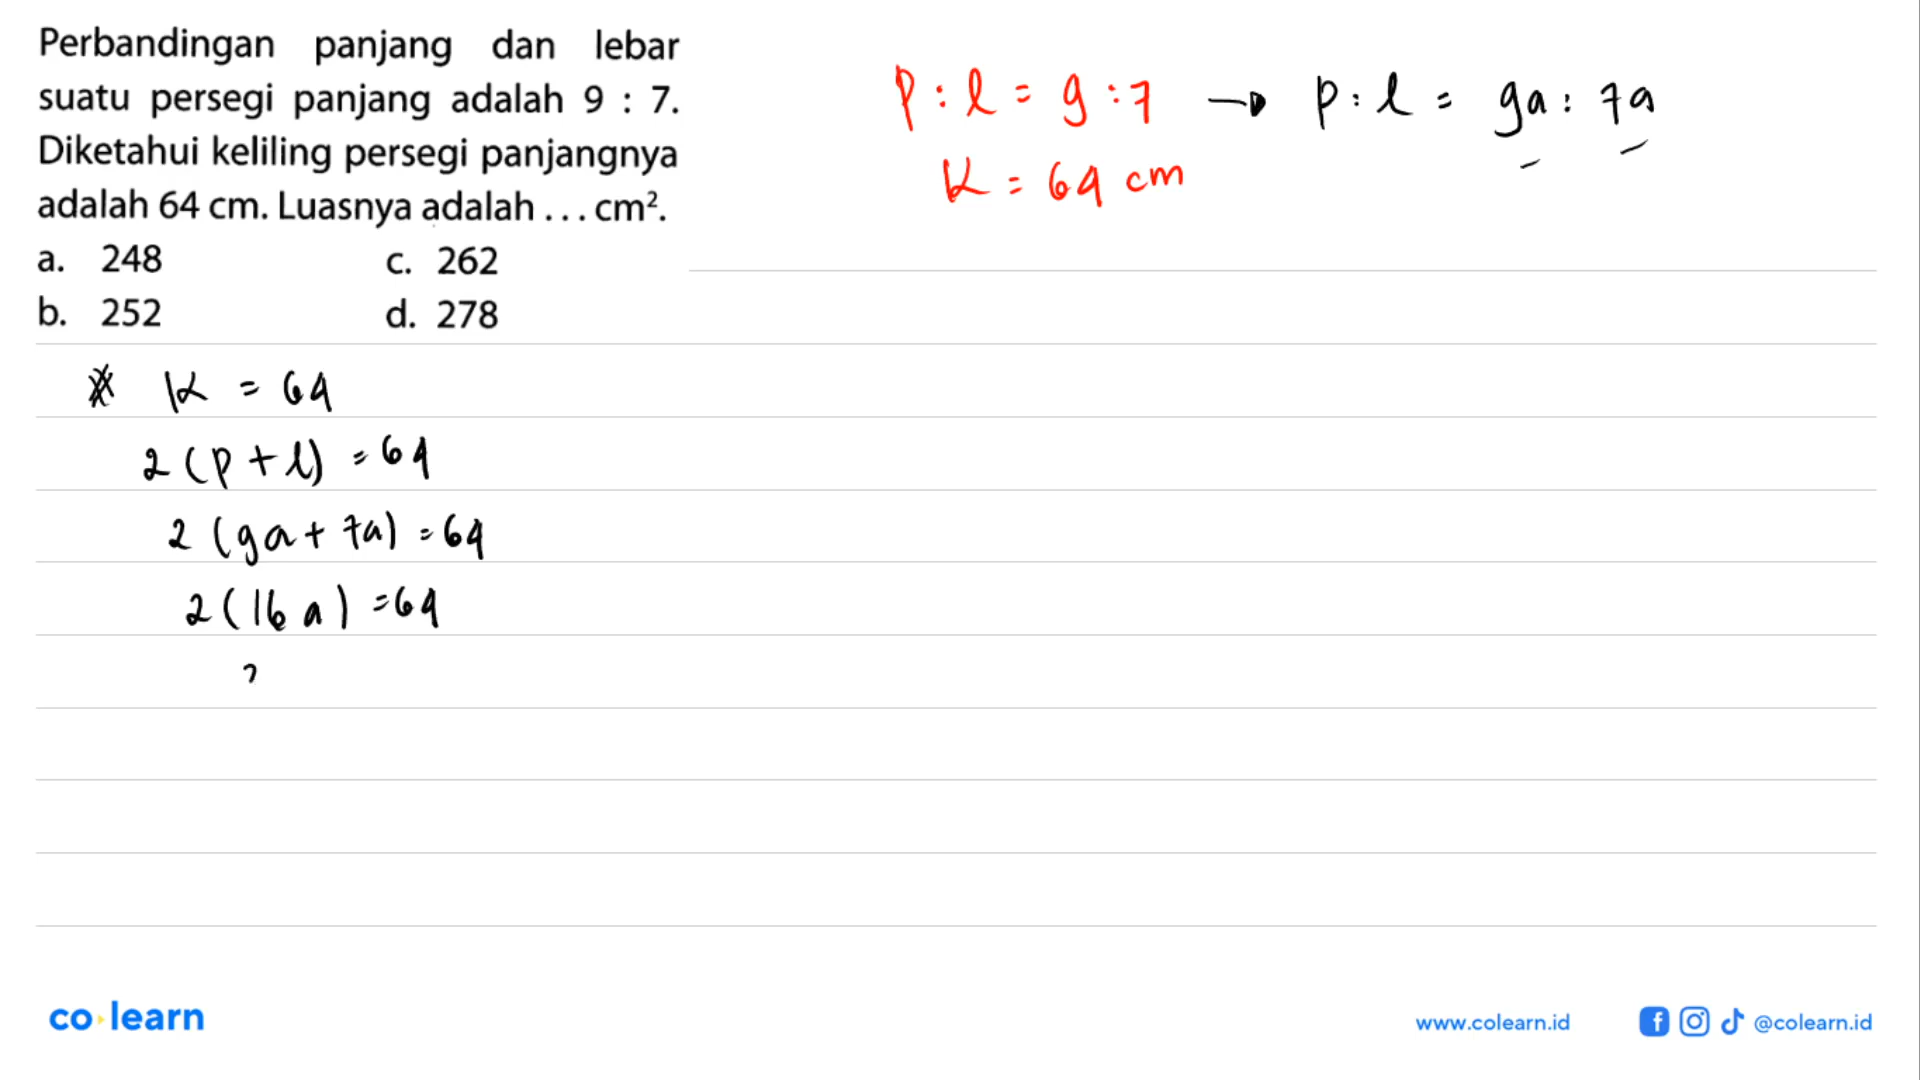 Perbandingan panjang dan lebar
suatu persegi panjang adalah 9 : 7.
Diketahui keliling persegi panjangnya
adalah 64 cm. Luasnya adalah . . . cm².
a. 248 c. 262
b. 252 d. 278
p : l = 9 : 7 → p : l = 9a : 7a
K = 64 cm
* K = 64
2 (p + l) = 64
2 (9a + 7a) = 64
2 (16 a) = 64
co learn
www.colearn.id @colearn.id